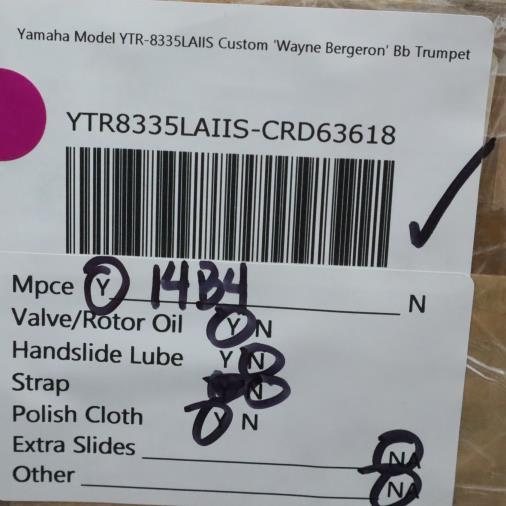 Yamaha Model YTR-8335LAIIS Custom 'Wayne Bergeron' Bb Trumpet
YTR8335LAIIS-CRD63618
Mpce Y 14B4 N
Valve/Rotor Oil Y N
Handslide Lube Y N
Strap Y N
Polish Cloth Y N
Extra Slides NA
Other NA